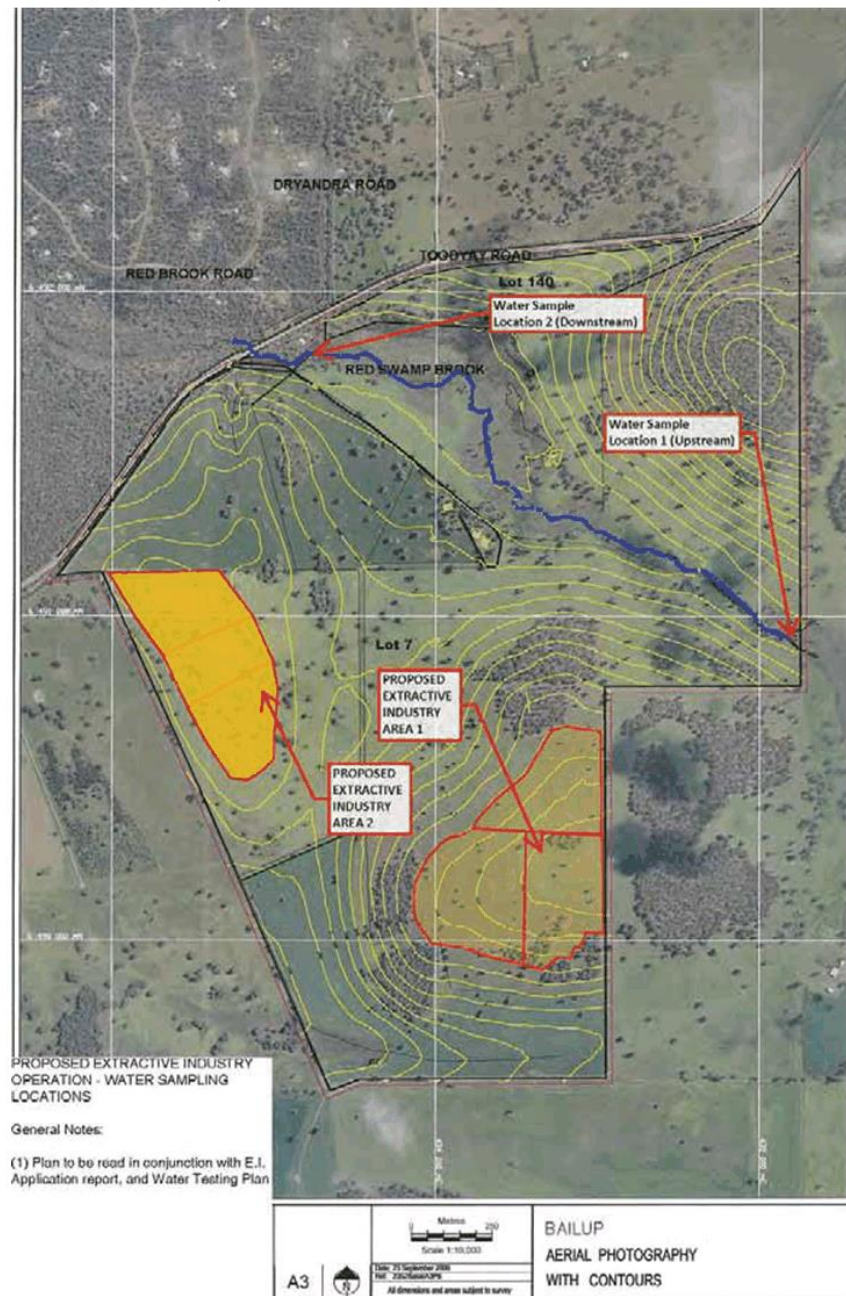 DRYANDRA ROAD
RED BROOK ROAD
TOODYAY ROAD
Lot 140
Water Sample
Location 2 (Downstream)
RED SWAMP BROOK
Water Sample
Location 1 (Upstream)
Lot 7
PROPOSED
EXTRACTIVE
INDUSTRY
AREA 1
PROPOSED
EXTRACTIVE
INDUSTRY
AREA 2
PROPOSED EXTRACTIVE INDUSTRY
OPERATION - WATER SAMPLING
LOCATIONS
General Notes:
(1) Plan to be read in conjunction with E.I.
Application report, and Water Testing Plan
A3
N
Metres
0 250
Scale 1:10,000
All dimensions and areas subject to survey
BAILUP
AERIAL PHOTOGRAPHY
WITH CONTOURS